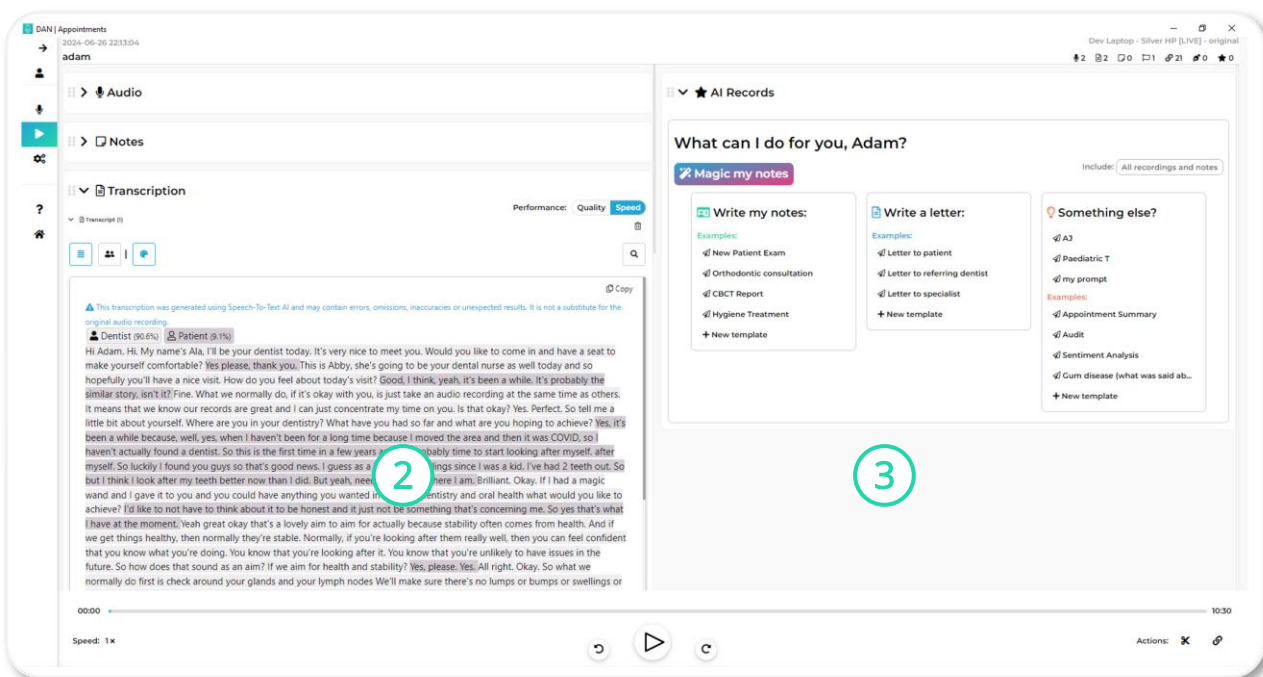 DAN | Appointments
2024-06-26 22:13:04
Dev Laptop - Silver HP [LIVE] - original
adam
2 2 0 1 21 0 0
Audio
Notes
Transcription
Performance: Quality Speed
Transcript (1)
Copy
This transcription was generated using Speech-To-Text AI and may contain errors, omissions, inaccuracies or unexpected results. It is not a substitute for the
original audio recording.
Dentist (90.6%) Patient (9.1%)
Hi Adam. Hi. My name's Ala, I'll be your dentist today. It's very nice to meet you. Would you like to come in and have a seat to
make yourself comfortable? Yes please, thank you. This is Abby, she's going to be your dental nurse as well today and so
hopefully you'll have a nice visit. How do you feel about today's visit? Good, I think, yeah, it's been a while. It's probably the
similar story, isn't it? Fine. What we normally do, if it's okay with you, is just take an audio recording at the same time as others.
It means that we know our records are great and I can just concentrate my time on you. Is that okay? Yes. Perfect. So tell me a
little bit about yourself. Where are you in your dentistry? What have you had so far and what are you hoping to achieve? Yes, it's
been a while because, well, yes, when I haven't been for a long time because I moved the area and then it was COVID, so I
haven't actually found a dentist. So this is the first time in a few years bably time to start looking after myself. after
myself. So luckily I found you guys so that's good news. I guess as a ings since I was a kid. I've had 2 teeth out. So
but I think I look after my teeth better now than I did. But yeah, nee here I am. Brilliant. Okay. If I had a magic
wand and I gave it to you and you could have anything you wanted in entistry and oral health what would you like to
achieve? I'd like to not have to think about it to be honest and it just not be something that's concerning me. So yes that's what
I have at the moment. Yeah great okay that's a lovely aim to aim for actually because stability often comes from health. And if
we get things healthy, then normally they're stable. Normally, if you're looking after them really well, then you can feel confident
that you know what you're doing. You know that you're looking after it. You know that you're unlikely to have issues in the
future. So how does that sound as an aim? If we aim for health and stability? Yes, please. Yes. All right. Okay. So what we
normally do first is check around your glands and your lymph nodes We'll make sure there's no lumps or bumps or swellings or
2
AI Records
What can I do for you, Adam?
Magic my notes
Include: All recordings and notes
Write my notes:
Examples:
New Patient Exam
Orthodontic consultation
CBCT Report
Hygiene Treatment
+ New template
Write a letter:
Examples:
Letter to patient
Letter to referring dentist
Letter to specialist
+ New template
Something else?
AJ
Paediatric T
my prompt
Examples:
Appointment Summary
Audit
Sentiment Analysis
Gum disease (what was said ab...
+ New template
3
00:00
10:30
Speed: 1×
Actions: